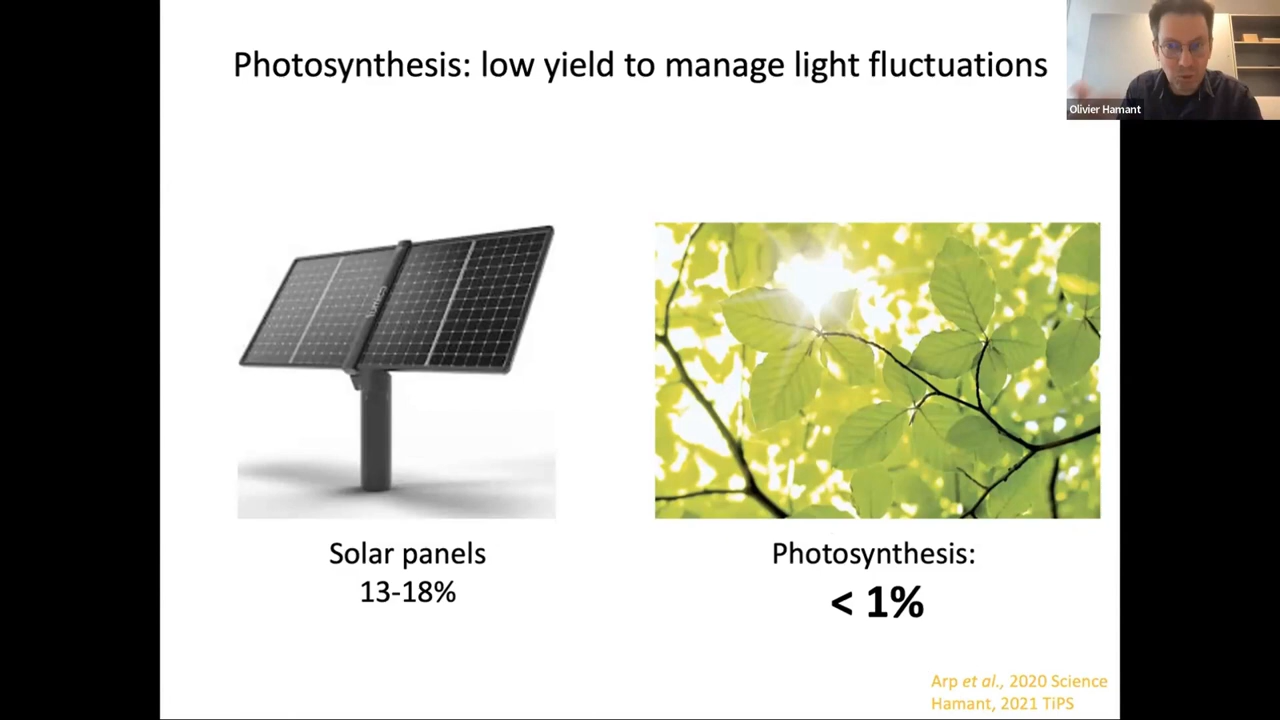 Photosynthesis: low yield to manage light fluctuations
Olivier Hamant
Solar panels
13-18%
Photosynthesis:
< 1%
Arp et al., 2020 Science
Hamant, 2021 TiPS